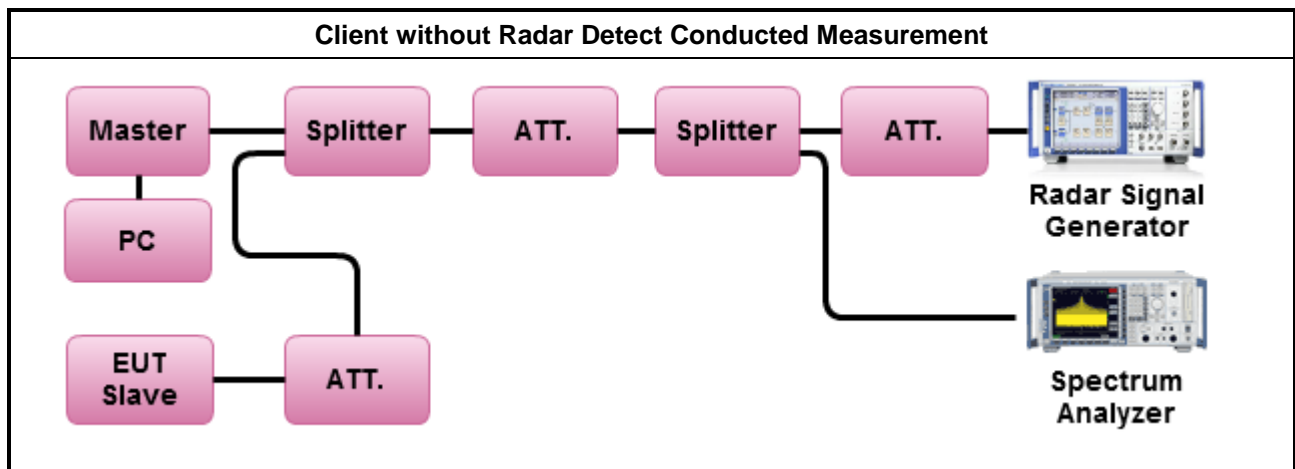 Client without Radar Detect Conducted Measurement
Master
Splitter
ATT.
Splitter
ATT.
Radar Signal
Generator
PC
EUT
Slave
ATT.
Spectrum
Analyzer